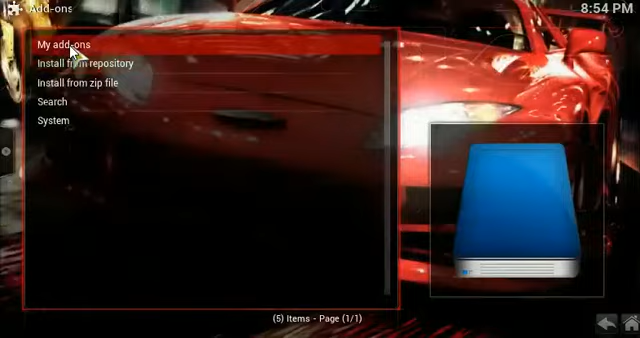 Add-ons
8:54 PM
My add-ons
Install from repository
Install from zip file
Search
System
(5) Items - Page (1/1)